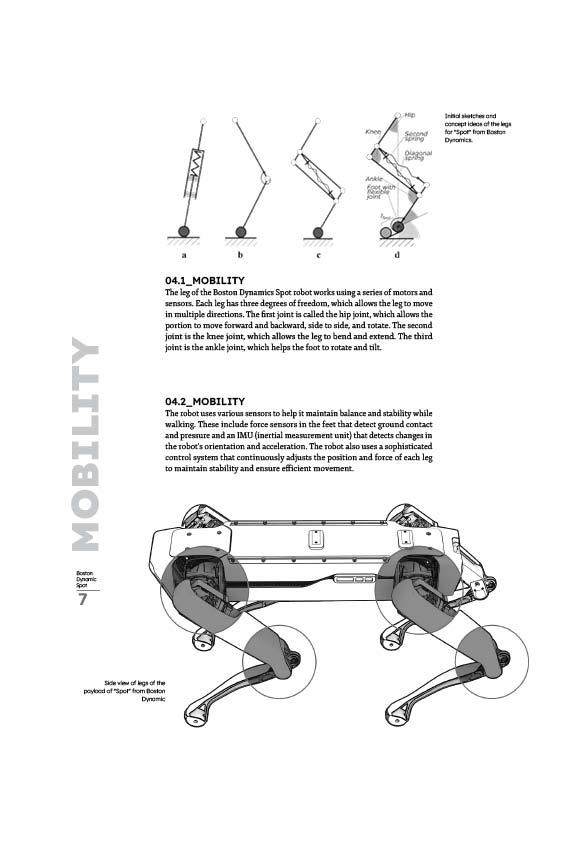 Hip
Knee
Second
spring
Diagonal
spring
Ankle
Foot with
flexible
joint
a
b
c
d
Initial sketches and
concept ideas of the legs
for "Spot" from Boston
Dynamics.
04.1_MOBILITY
The leg of the Boston Dynamics Spot robot works using a series of motors and
sensors. Each leg has three degrees of freedom, which allows the leg to move
in multiple directions. The first joint is called the hip joint, which allows the
portion to move forward and backward, side to side, and rotate. The second
joint is the knee joint, which allows the leg to bend and extend. The third
joint is the ankle joint, which helps the foot to rotate and tilt.
04.2_MOBILITY
The robot uses various sensors to help it maintain balance and stability while
walking. These include force sensors in the feet that detect ground contact
and pressure and an IMU (inertial measurement unit) that detects changes in
the robot's orientation and acceleration. The robot also uses a sophisticated
control system that continuously adjusts the position and force of each leg
to maintain stability and ensure efficient movement.
MOBILITY
Boston
Dynamic
Spot
7
Side view of legs of the
payload of "Spot" from Boston
Dynamic